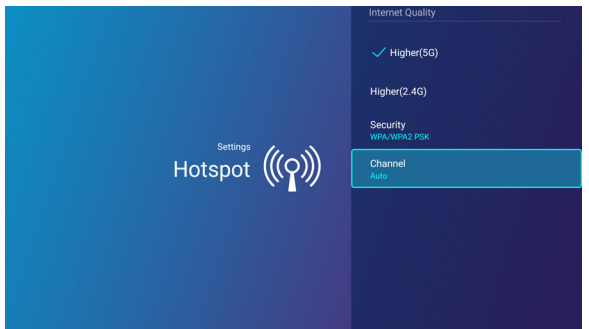 Settings
Hotspot
Internet Quality
Higher(5G)
Higher(2.4G)
Security
WPA/WPA2 PSK
Channel
Auto